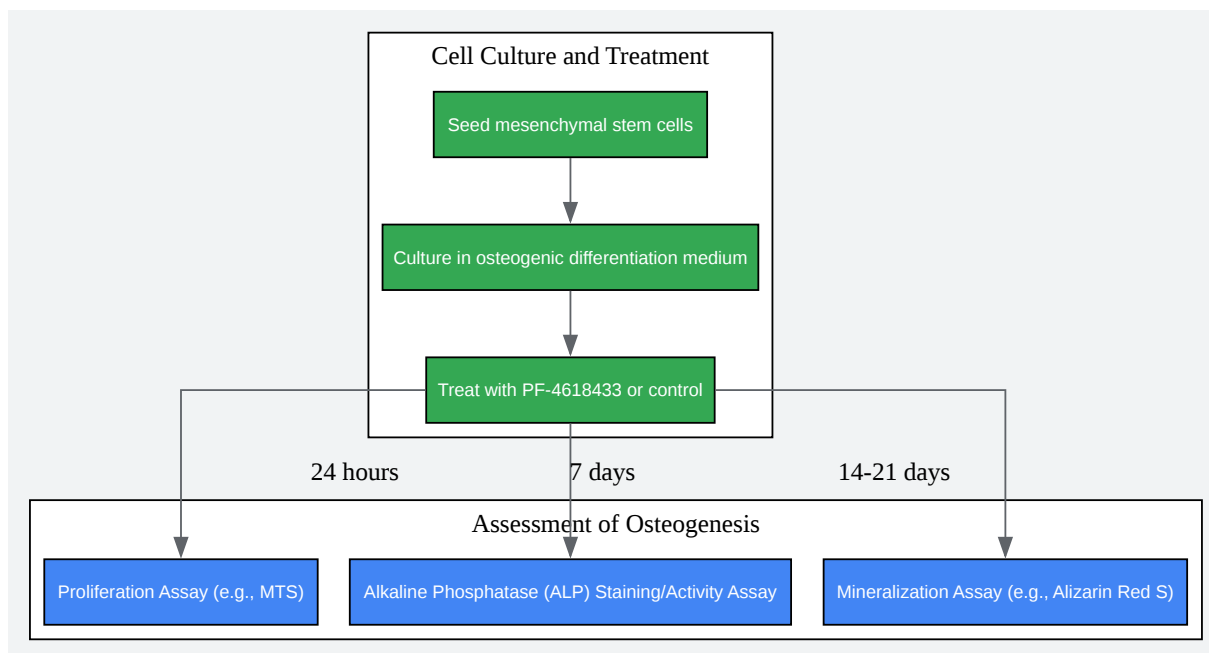 Cell Culture and Treatment
Seed mesenchymal stem cells
Culture in osteogenic differentiation medium
Treat with PF-4618433 or control
24 hours
7 days
14-21 days
Assessment of Osteogenesis
Proliferation Assay (e.g., MTS)
Alkaline Phosphatase (ALP) Staining/Activity Assay
Mineralization Assay (e.g., Alizarin Red S)